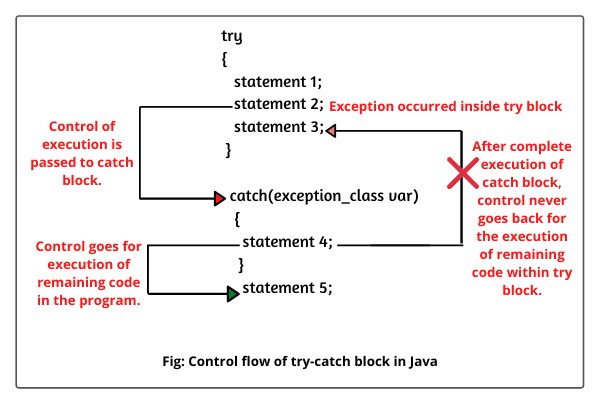 try
{
statement 1;
statement 2; Exception occurred inside try block
statement 3;
}
Control of
execution is
passed to catch
block.
After complete
execution of
catch block,
control never
goes back for
the execution
of remaining
code within try
block.
catch(exception_class var)
{
statement 4;
}
statement 5;
Control goes for
execution of
remaining code
in the program.
Fig: Control flow of try-catch block in Java